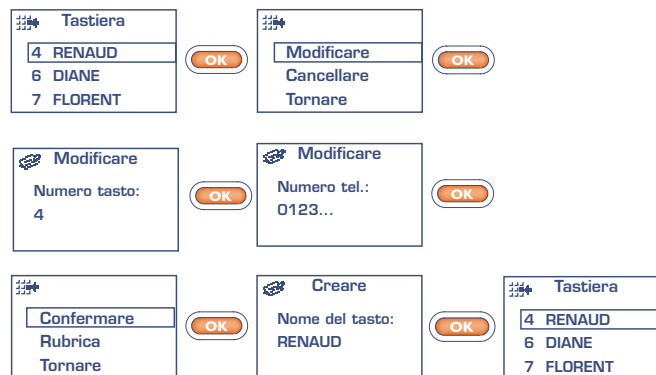 Tastiera
4 RENAUD
6 DIANE
7 FLORENT
OK
Modificare
Cancellare
Tornare
OK
Modificare
Numero tasto:
4
OK
Modificare
Numero tel.:
0123...
OK
Confermare
Rubrica
Tornare
OK
Creare
Nome del tasto:
RENAUD
OK
Tastiera
4 RENAUD
6 DIANE
7 FLORENT